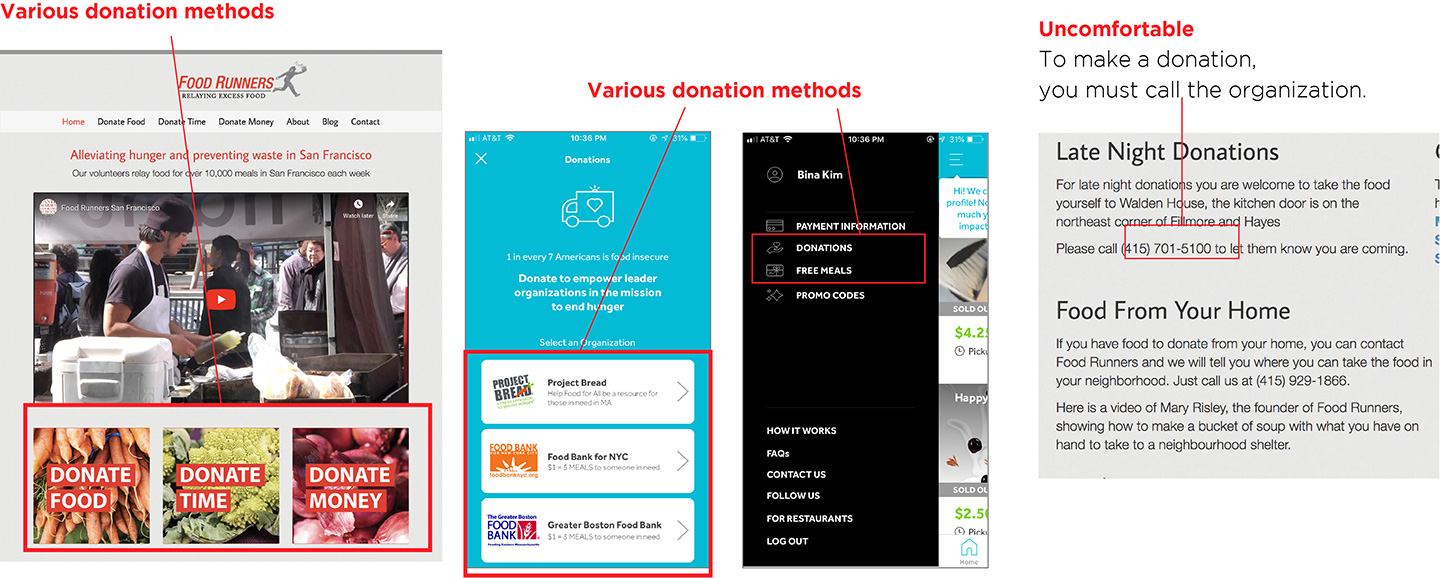 Various donation methods
FOOD RUNNERS
RELAYING EXCESS FOOD
Home Donate Food Donate Time Donate Money About Blog Contact
Alleviating hunger and preventing waste in San Francisco
Our volunteers relay food for over 10,000 meals in San Francisco each week
Food Runners San Francisco
Watch later
Share
DONATE
FOOD
DONATE
TIME
DONATE
MONEY
Various donation methods
AT&T 10:36 PM 31%
Donations
1 in every 7 Americans is food insecure
Donate to empower leader
organizations in the mission
to end hunger
Select an Organization
PROJECT
BREAD
Project Bread
Help Food for All be a resource for
those in need in MA.
FOOD BANK
FOR NEW YORK CITY
foodbanknyc.org
Food Bank for NYC
$1 = 5 MEALS to someone in need
The Greater Boston
FOOD
BANK
Feeding Eastern Massachusetts
Greater Boston Food Bank
$1 = 3 MEALS to someone in need
AT&T 10:36 PM 31%
Bina Kim
PAYMENT INFORMATION
DONATIONS
FREE MEALS
PROMO CODES
HOW IT WORKS
FAQs
CONTACT US
FOLLOW US
FOR RESTAURANTS
LOG OUT
Hi! We c
profile! No
much y
impact
SOLD OU
$4.25
Picku
Happy
SOLD OU
$2.50
Picku
Home
Uncomfortable
To make a donation,
you must call the organization.
Late Night Donations
For late night donations you are welcome to take the food
yourself to Walden House, the kitchen door is on the
northeast corner of Fillmore and Hayes
Please call (415) 701-5100 to let them know you are coming.
Food From Your Home
If you have food to donate from your home, you can contact
Food Runners and we will tell you where you can take the food in
your neighborhood. Just call us at (415) 929-1866.
Here is a video of Mary Risley, the founder of Food Runners,
showing how to make a bucket of soup with what you have on
hand to take to a neighbourhood shelter.